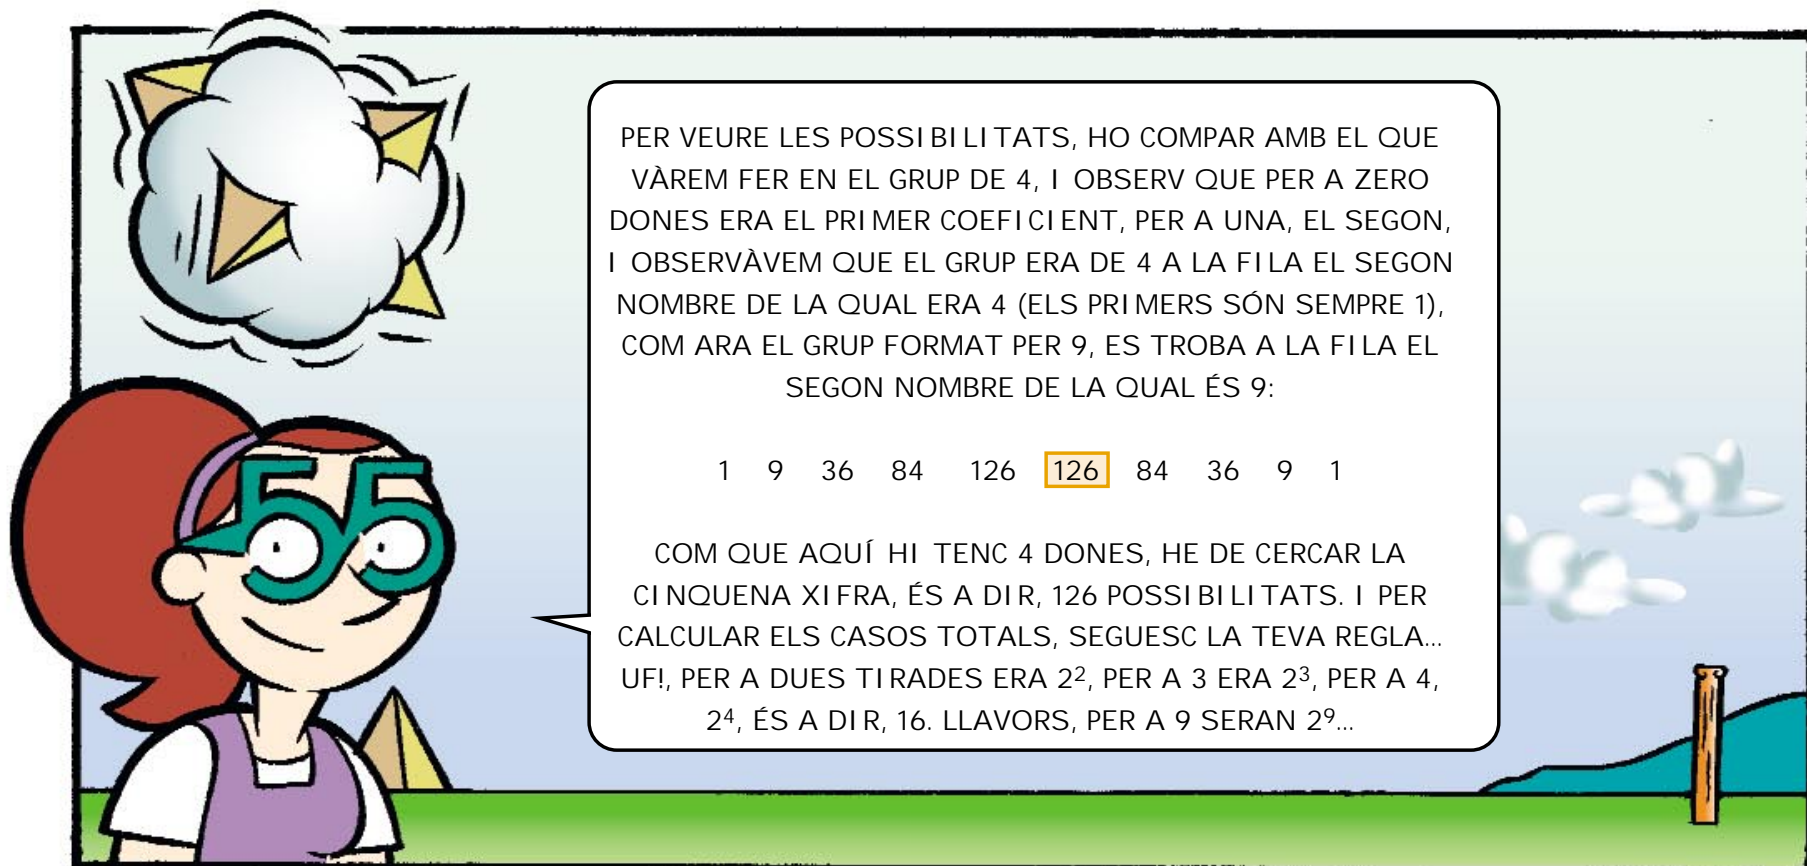 PER VEURE LES POSSIBILITATS, HO COMPAR AMB EL QUE
VÀREM FER EN EL GRUP DE 4, I OBSERV QUE PER A ZERO
DONES ERA EL PRIMER COEFICIENT, PER A UNA, EL SEGON,
I OBSERVÀVEM QUE EL GRUP ERA DE 4 A LA FILA EL SEGON
NOMBRE DE LA QUAL ERA 4 (ELS PRIMERS SÓN SEMPRE 1),
COM ARA EL GRUP FORMAT PER 9, ES TROBA A LA FILA EL
SEGON NOMBRE DE LA QUAL ÉS 9:
1 9 36 84 126 126 84 36 9 1
COM QUE AQUÍ HI TENC 4 DONES, HE DE CERCAR LA
CINQUENA XIFRA, ÉS A DIR, 126 POSSIBILITATS. I PER
CALCULAR ELS CASOS TOTALS, SEGUESC LA TEVA REGLA...
UF!, PER A DUES TIRADES ERA 2², PER A 3 ERA 2³, PER A 4,
2⁴, ÉS A DIR, 16. LLAVORS, PER A 9 SERAN 2⁹...
55